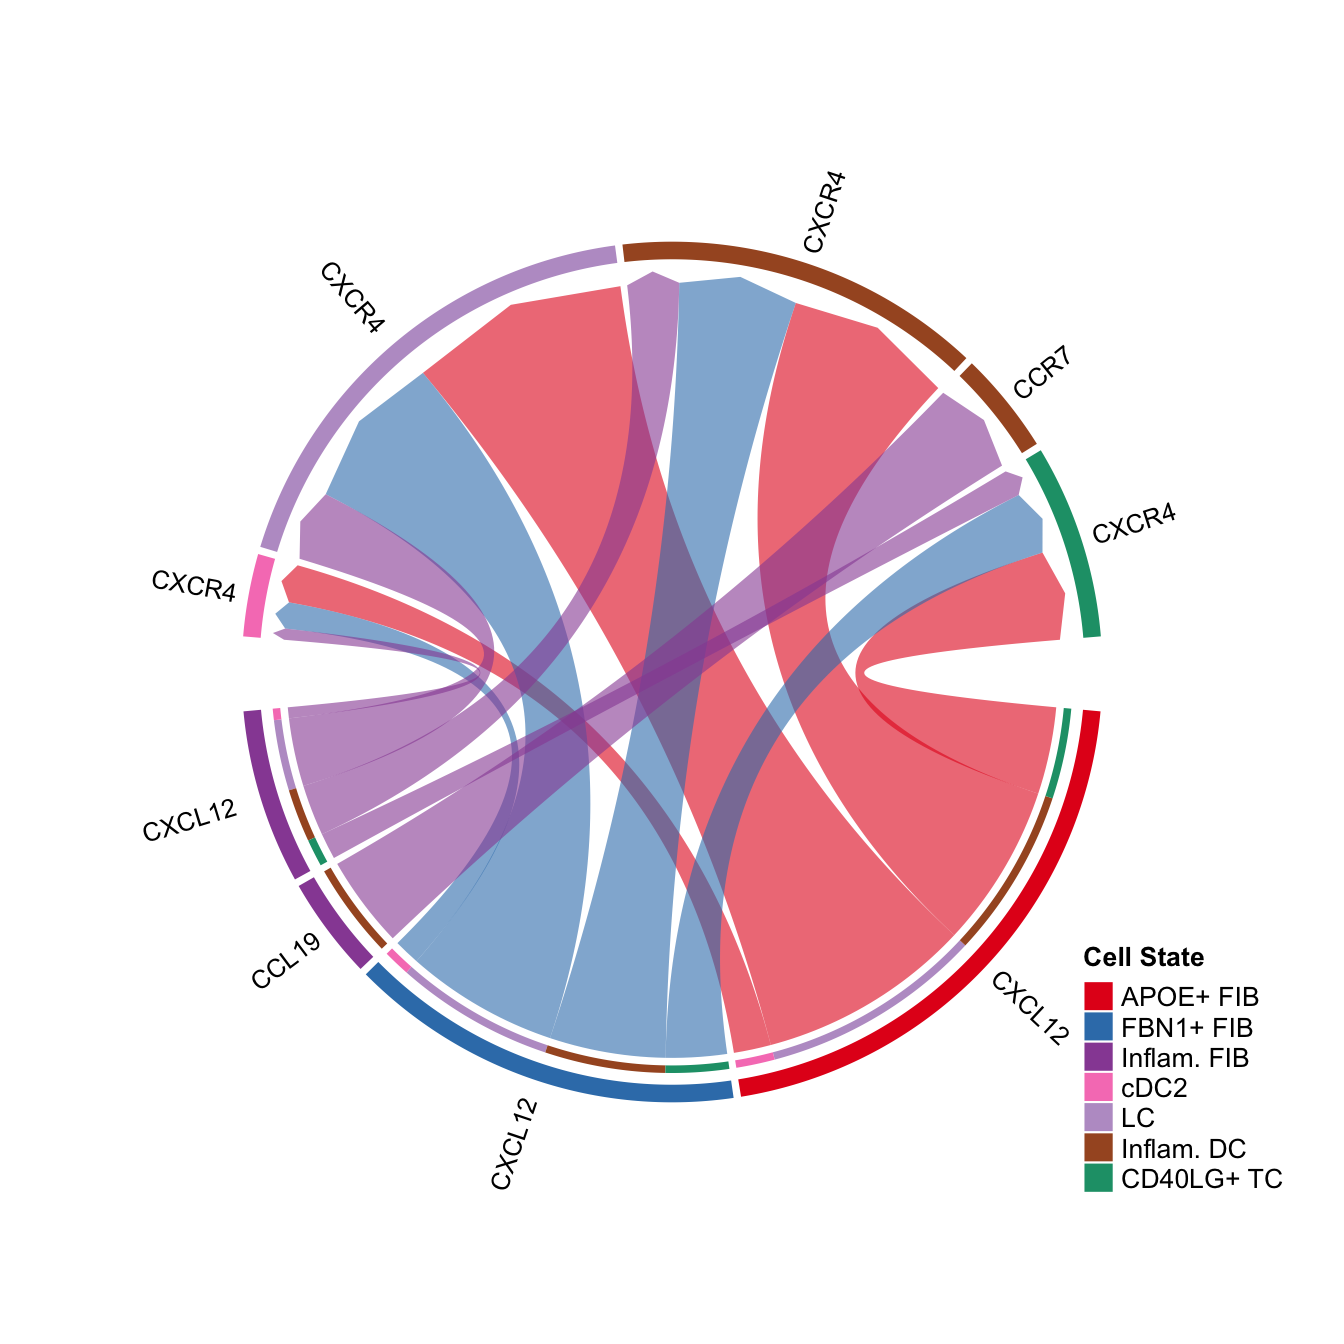 CXCR4
CXCR4
CCR7
CXCR4
CXCR4
CXCL12
CCL19
CXCL12
CXCL12
Cell State
APOE+ FIB
FBN1+ FIB
Inflam. FIB
cDC2
LC
Inflam. DC
CD40LG+ TC